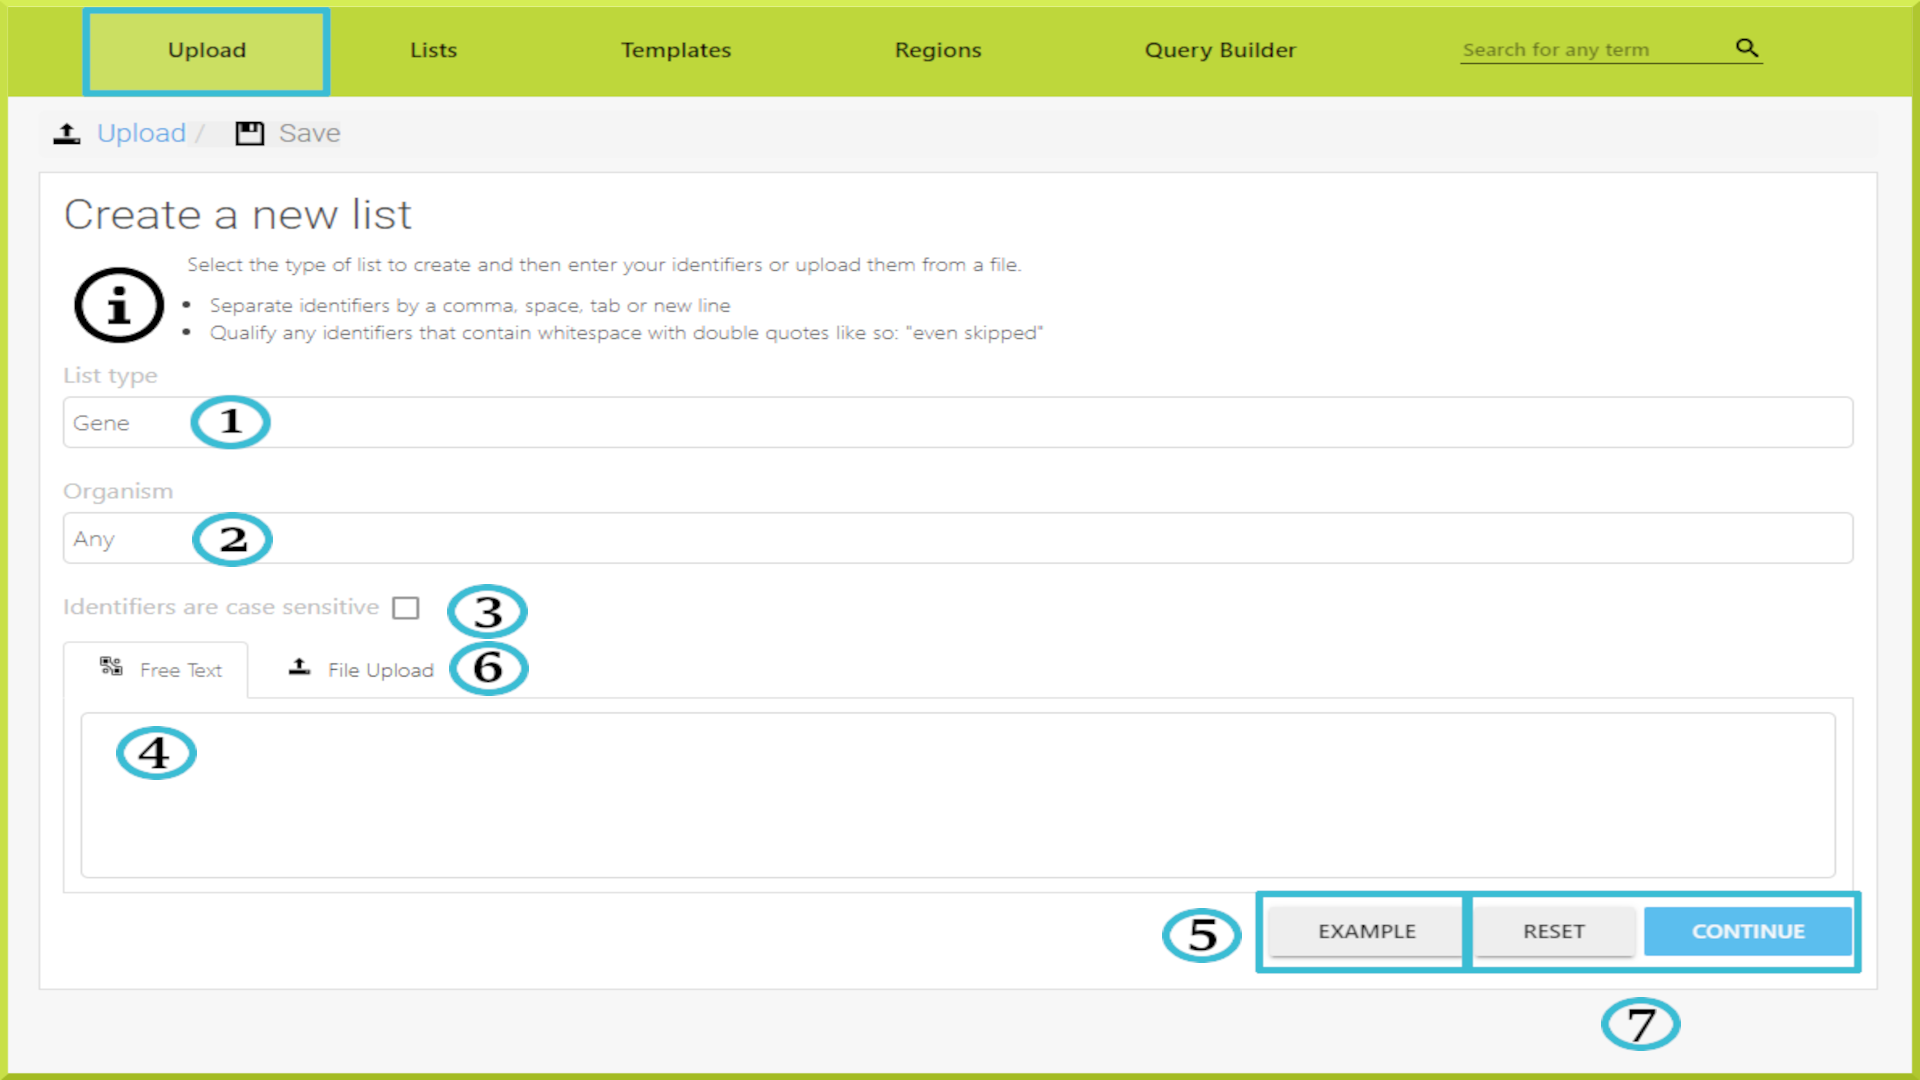 Upload Lists Templates Regions Query Builder Search for any term
Upload / Save
Create a new list
Select the type of list to create and then enter your identifiers or upload them from a file.
• Separate identifiers by a comma, space, tab or new line
• Qualify any identifiers that contain whitespace with double quotes like so: "even skipped"
List type
Gene 1
Organism
Any 2
Identifiers are case sensitive 3
Free Text File Upload 6
4
5 EXAMPLE RESET CONTINUE
7